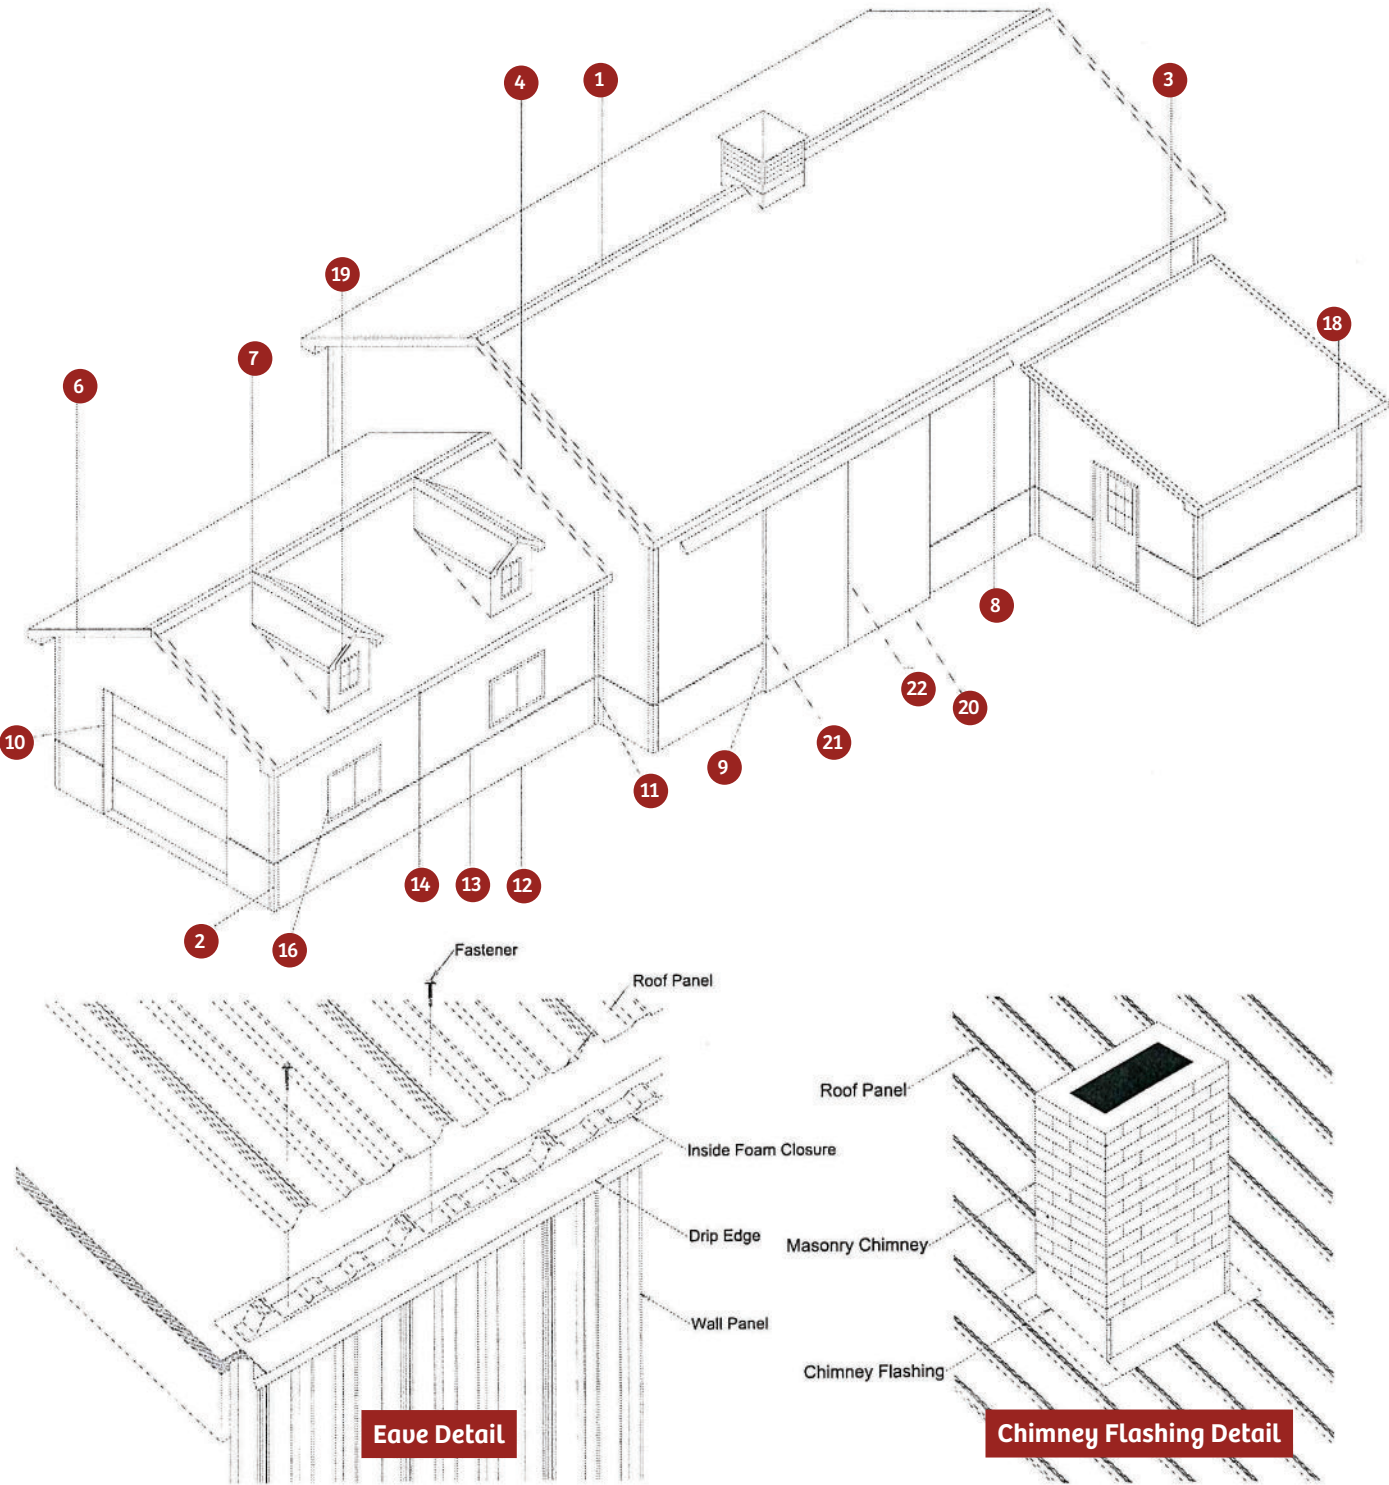 4
1
3
19
18
7
6
8
22
20
10
21
9
11
14
13
12
2
16
Fastener
Roof Panel
Inside Foam Closure
Drip Edge
Wall Panel
Eave Detail
Roof Panel
Masonry Chimney
Chimney Flashing
Chimney Flashing Detail